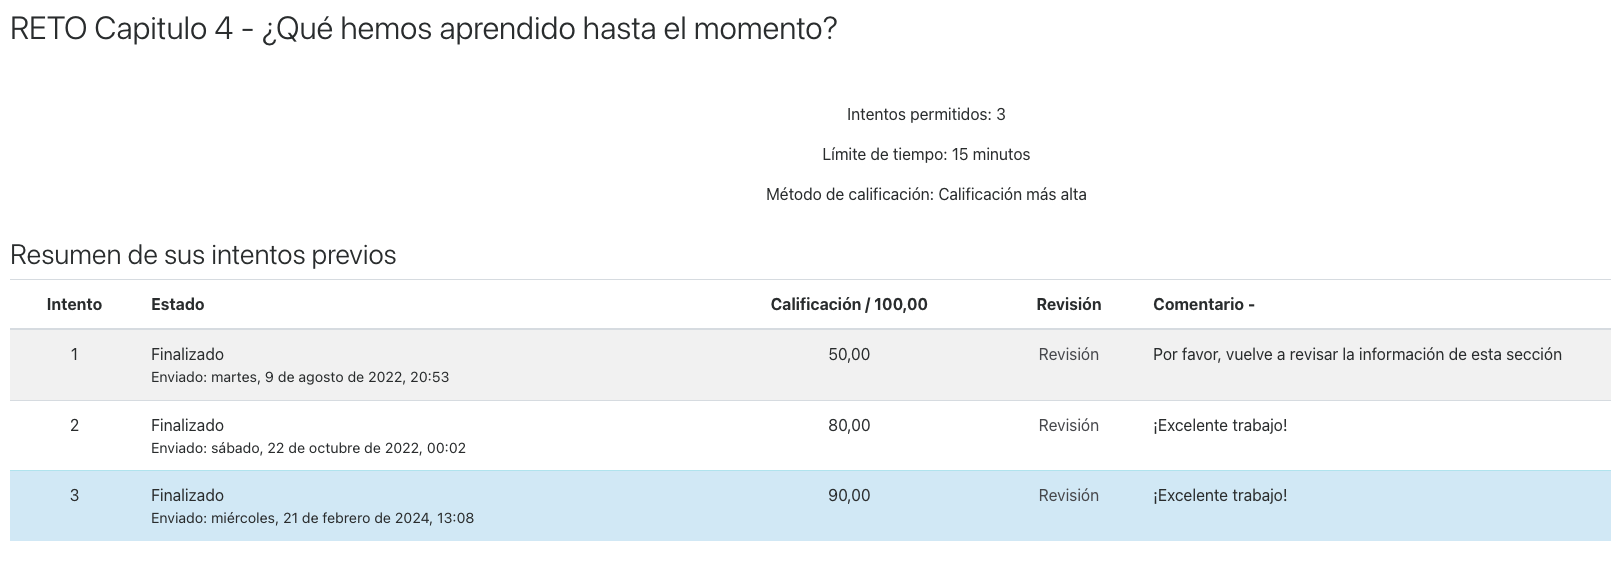 RETO Capitulo 4 - ¿Qué hemos aprendido hasta el momento?
Intentos permitidos: 3
Límite de tiempo: 15 minutos
Método de calificación: Calificación más alta
Resumen de sus intentos previos
Intento Estado Calificación / 100,00 Revisión Comentario -
1 Finalizado 50,00 Revisión Por favor, vuelve a revisar la información de esta sección
Enviado: martes, 9 de agosto de 2022, 20:53
2 Finalizado 80,00 Revisión ¡Excelente trabajo!
Enviado: sábado, 22 de octubre de 2022, 00:02
3 Finalizado 90,00 Revisión ¡Excelente trabajo!
Enviado: miércoles, 21 de febrero de 2024, 13:08